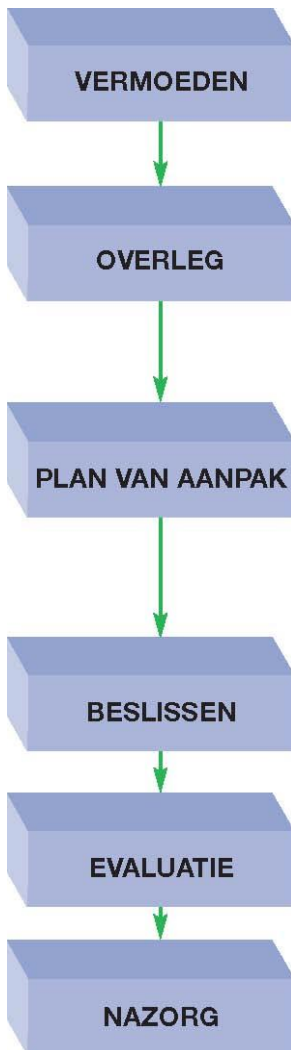 VERMOEDEN
OVERLEG
PLAN VAN AANPAK
BESLISSEN
EVALUATIE
NAZORG